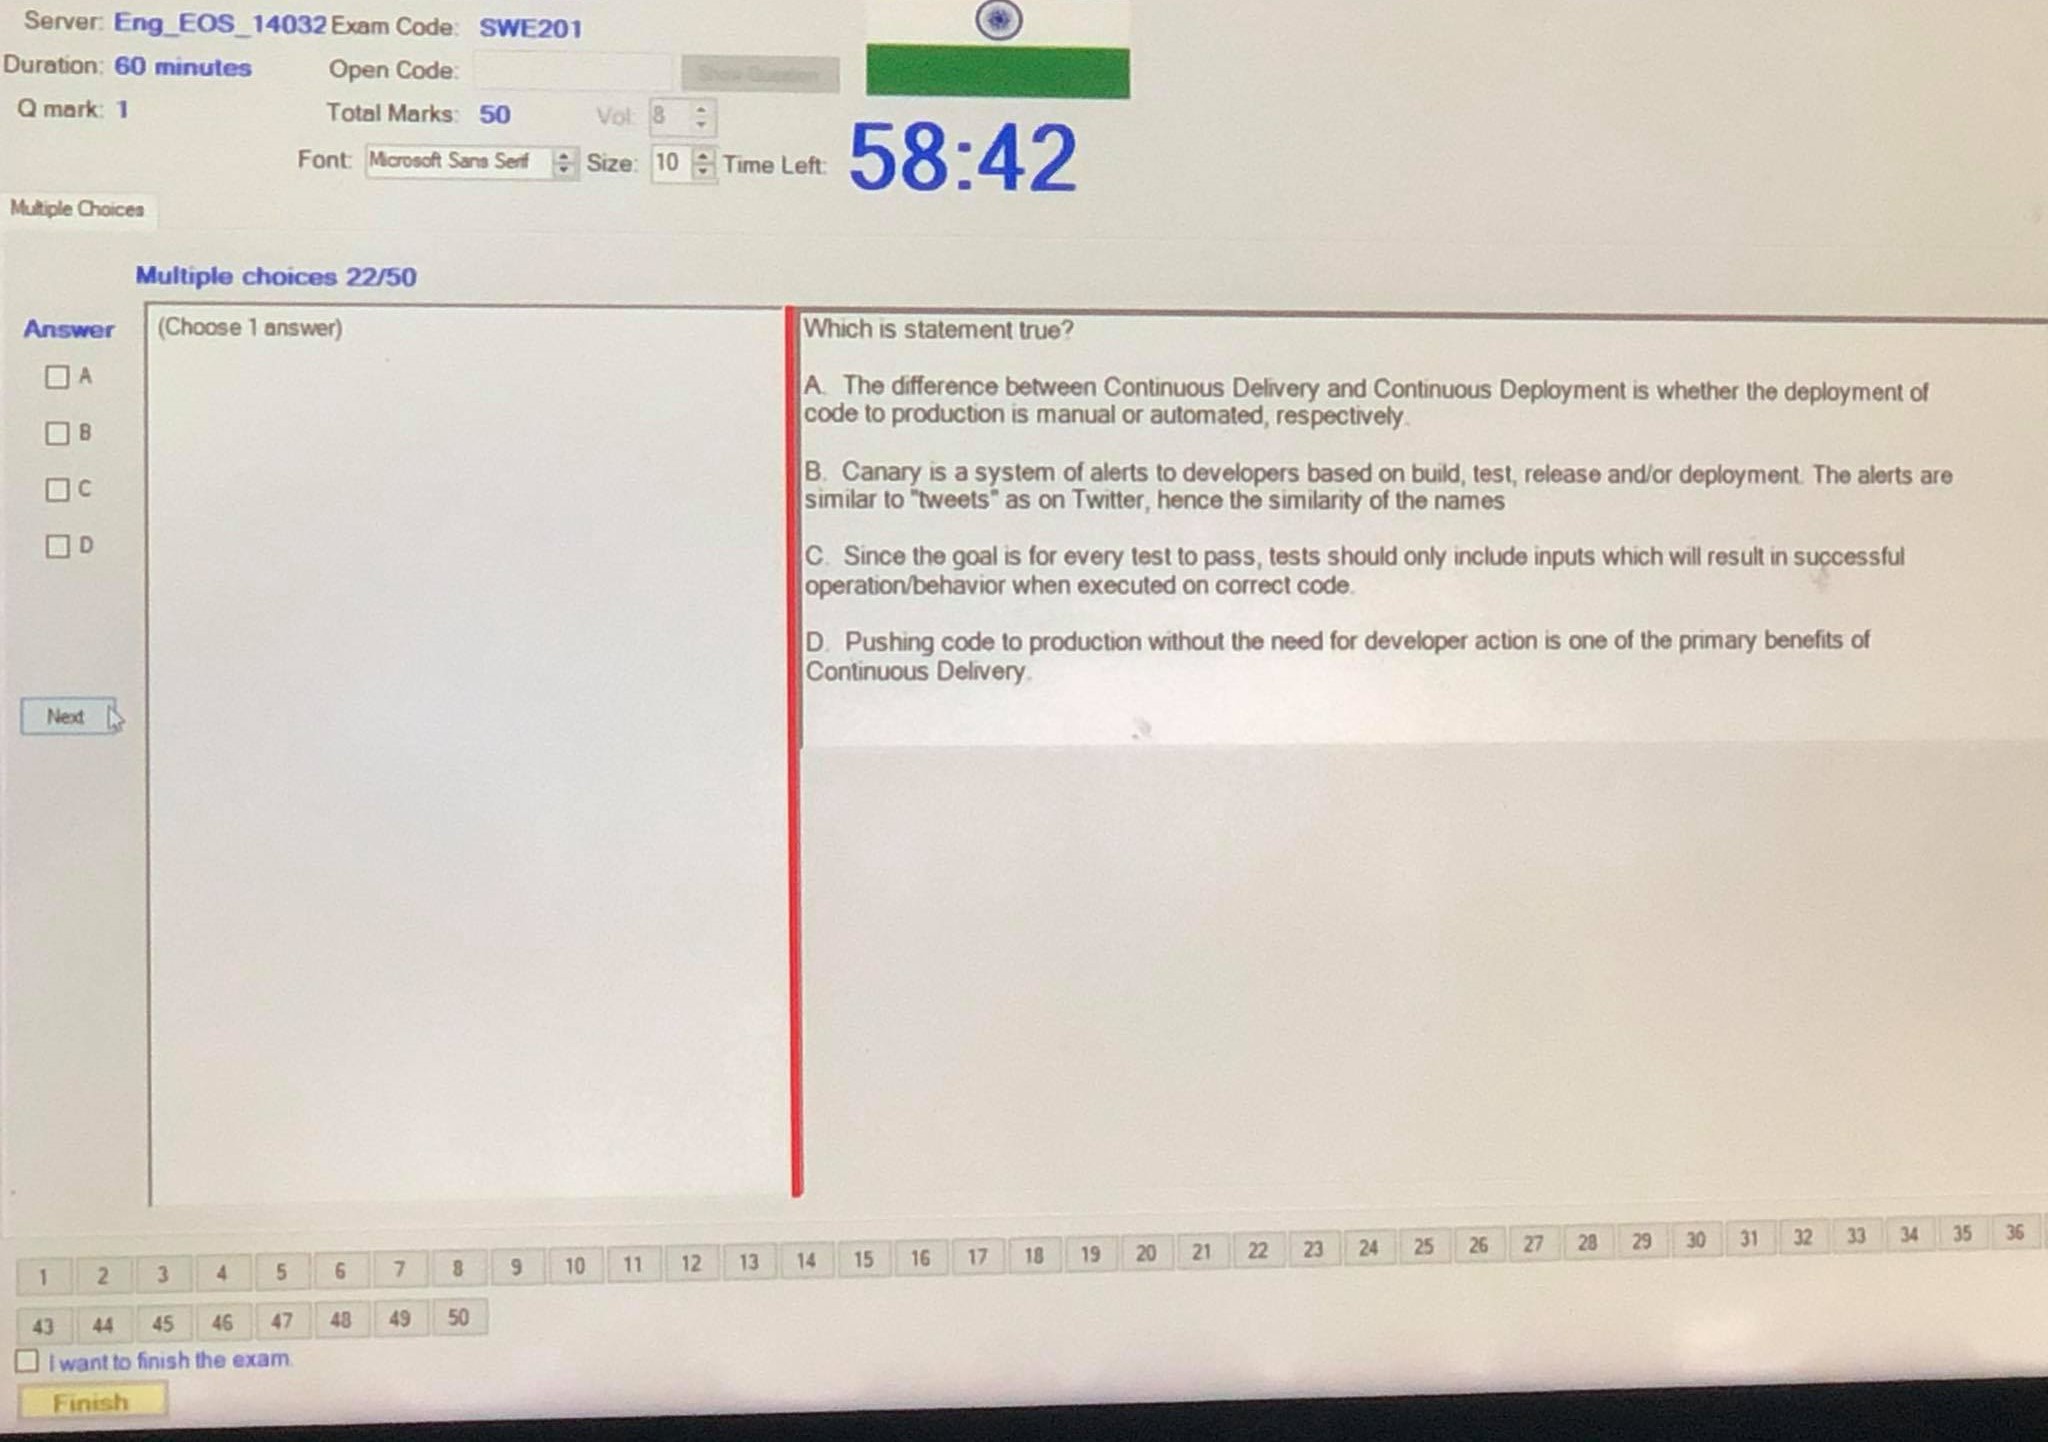 Server: Eng_EOS_14032 Exam Code: SWE201
Duration: 60 minutes Open Code: Show Question
Q mark: 1 Total Marks: 50 Vol: 8
Font: Microsoft Sans Serif Size: 10 Time Left: 58:42
Multiple Choices
Multiple choices 22/50
Answer
A
B
C
D
Next
(Choose 1 answer)
Which is statement true?
A. The difference between Continuous Delivery and Continuous Deployment is whether the deployment of
code to production is manual or automated, respectively.
B. Canary is a system of alerts to developers based on build, test, release and/or deployment. The alerts are
similar to "tweets" as on Twitter, hence the similarity of the names
C. Since the goal is for every test to pass, tests should only include inputs which will result in successful
operation/behavior when executed on correct code.
D. Pushing code to production without the need for developer action is one of the primary benefits of
Continuous Delivery.
1 2 3 4 5 6 7 8 9 10 11 12 13 14 15 16 17 18 19 20 21 22 23 24 25 26 27 28 29 30 31 32 33 34 35 36
43 44 45 46 47 48 49 50
I want to finish the exam.
Finish